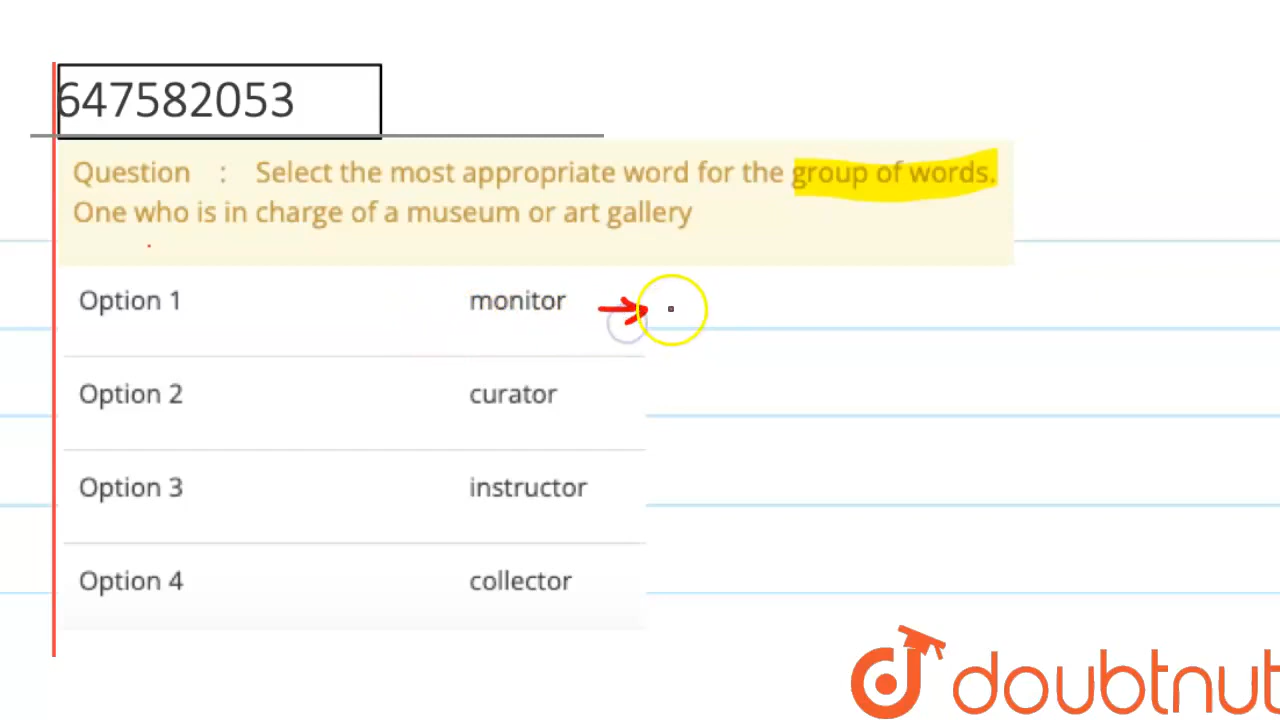 647582053
Question : Select the most appropriate word for the group of words.
One who is in charge of a museum or art gallery
Option 1 monitor
Option 2 curator
Option 3 instructor
Option 4 collector
doubtnut